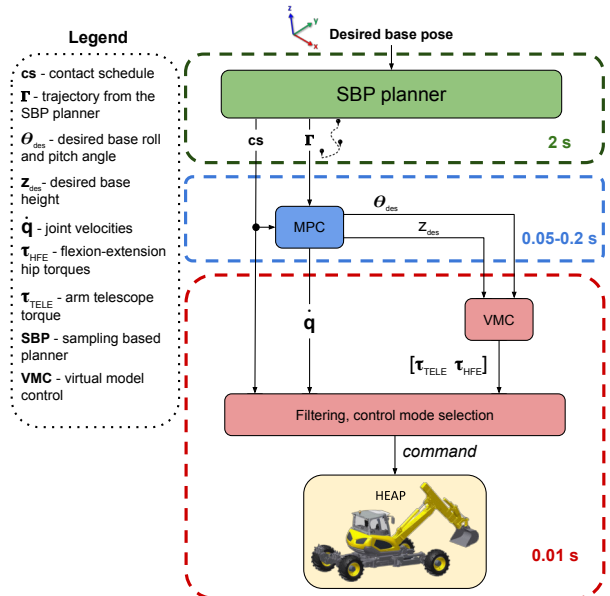 Legend
cs - contact schedule
Γ - trajectory from the
SBP planner
θdes - desired base roll
and pitch angle
zdes- desired base
height
q̇ - joint velocities
τHFE - flexion-extension
hip torques
τTELE - arm telescope
torque
SBP - sampling based
planner
VMC - virtual model
control
z
y
x
Desired base pose
SBP planner
cs
Γ
2 s
θdes
MPC
zdes
0.05-0.2 s
q̇
VMC
[τTELE τHFE]
Filtering, control mode selection
command
HEAP
0.01 s